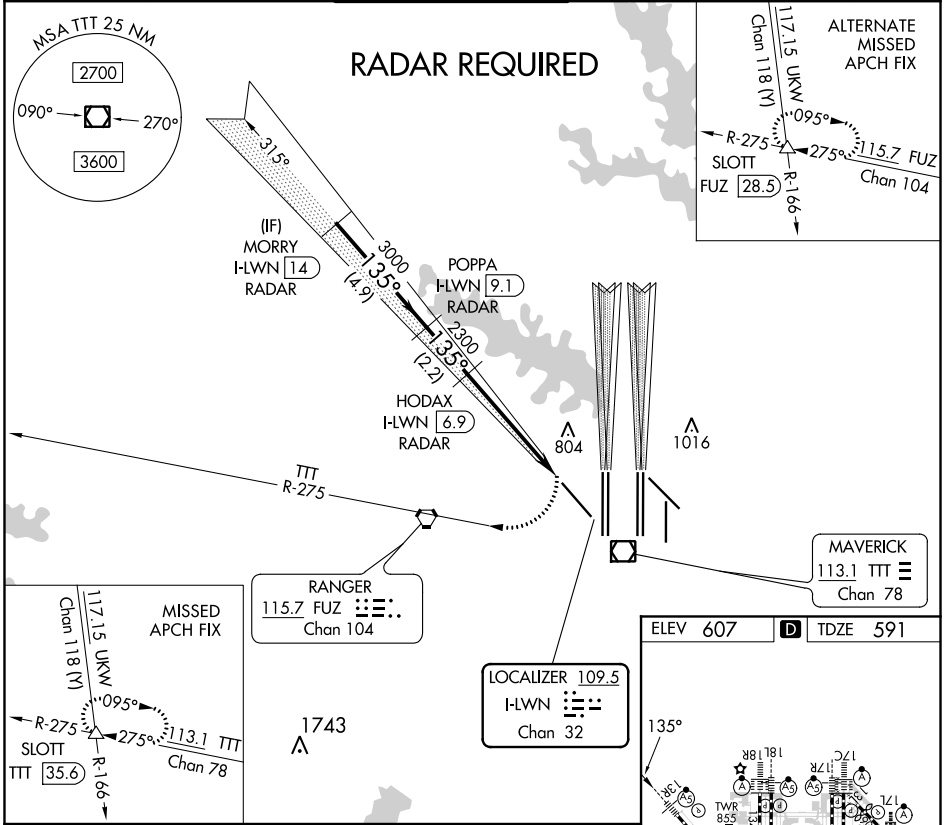 MSA TTT 25 NM
2700
090°
270°
3600
RADAR REQUIRED
ALTERNATE
MISSED
APCH FIX
117.15 UKW
Chan 118 (Y)
095°
R-275
275°
115.7 FUZ
Chan 104
SLOTT
FUZ 28.5
R-166
315°
(IF)
MORRY
I-LWN 14
RADAR
3000
135°
(4.9)
POPPA
I-LWN 9.1
RADAR
2300
135°
(2.2)
HODAX
I-LWN 6.9
RADAR
804
1016
TTT
R-275
RANGER
115.7 FUZ
Chan 104
MAVERICK
113.1 TTT
Chan 78
LOCALIZER 109.5
I-LWN
Chan 32
117.15 UKW
Chan 118 (Y)
MISSED
APCH FIX
095°
R-275
275°
113.1 TTT
Chan 78
SLOTT
TTT 35.6
R-166
1743
ELEV 607 D TDZE 591
135°
13R
18R
18L
17R
17C
17L
A5
P
A
A5
A5
A
A
P
P
P
P
TWR
855